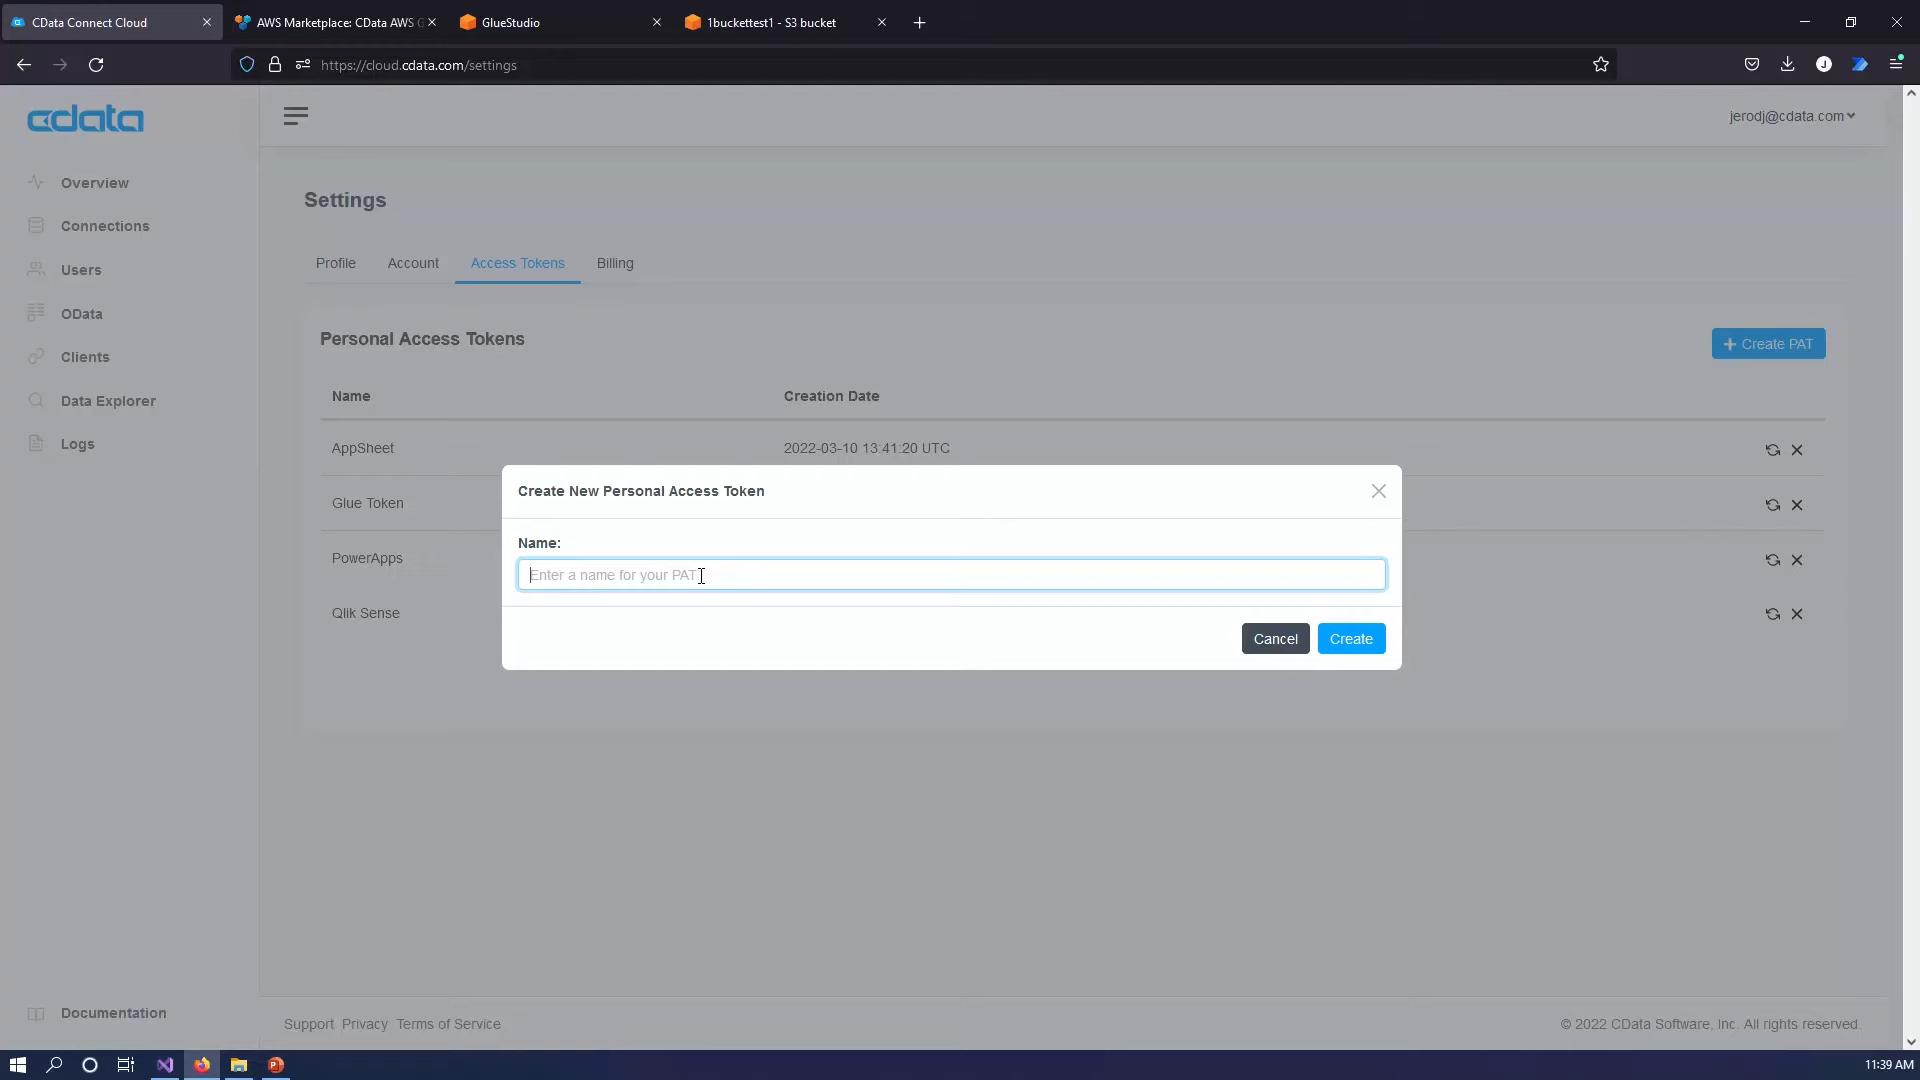 CData Connect Cloud
AWS Marketplace: CData AWS G
GlueStudio
1buckettest1 - S3 bucket
https://cloud.cdata.com/settings
J
cdata
jerodj@cdata.com
Overview
Connections
Users
OData
Clients
Data Explorer
Logs
Documentation
Settings
Profile
Account
Access Tokens
Billing
Personal Access Tokens
Create PAT
Name
Creation Date
AppSheet
2022-03-10 13:41:20 UTC
Glue Token
PowerApps
Qlik Sense
Create New Personal Access Token
Name:
Enter a name for your PAT
Cancel
Create
Support Privacy Terms of Service
© 2022 CData Software, Inc. All rights reserved.
11:39 AM